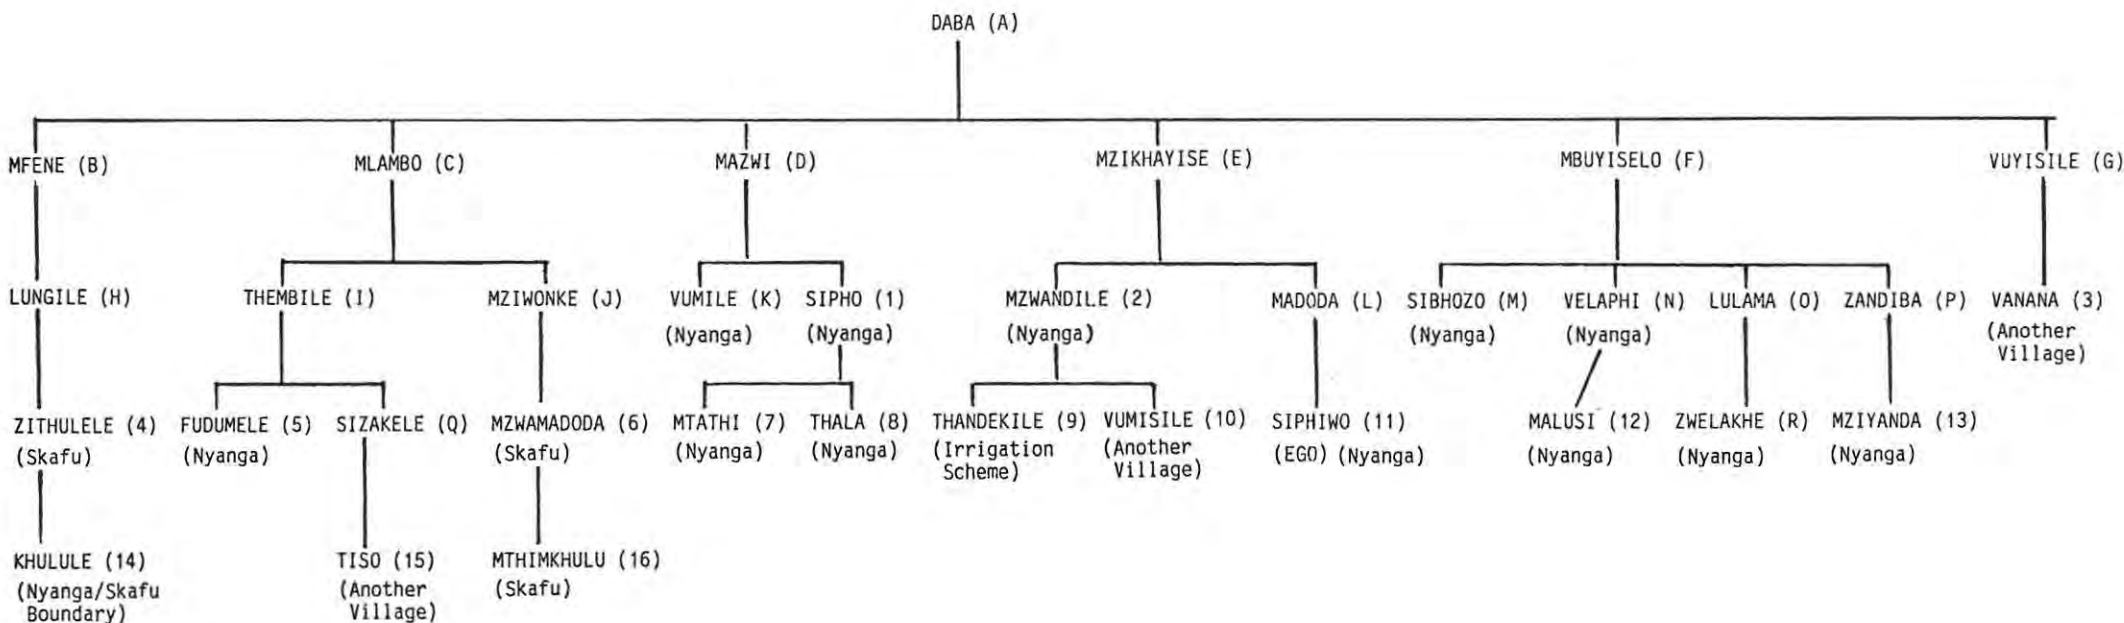 DABA (A)
MFENE (B) MLAMBO (C) MAZWI (D) MZIKHAYISE (E) MBUYISELO (F) VUYISILE (G)
LUNGILE (H) THEMBILE (I) MZIWONKE (J) VUMILE (K) SIPHO (1) MZWANDILE (2) MADODA (L) SIBHOZO (M) VELAPHI (N) LULAMA (O) ZANDIBA (P) VANANA (3)
(Nyanga) (Nyanga) (Nyanga) (Nyanga) (Nyanga) (Another
Village)
ZITHULELE (4) FUDUMELE (5) SIZAKELE (Q) MZWAMADODA (6) MTATHI (7) THALA (8) THANDEKILE (9) VUMISILE (10) SIPHIWO (11) MALUSI (12) ZWELAKHE (R) MZIYANDA (13)
(Skafu) (Nyanga) (Skafu) (Nyanga) (Nyanga) (Irrigation (Another (EGO) (Nyanga) (Nyanga) (Nyanga) (Nyanga)
Scheme) Village)
KHULULE (14) TISO (15) MTHIMKHULU (16)
(Nyanga/Skafu (Another (Skafu)
Boundary) Village)